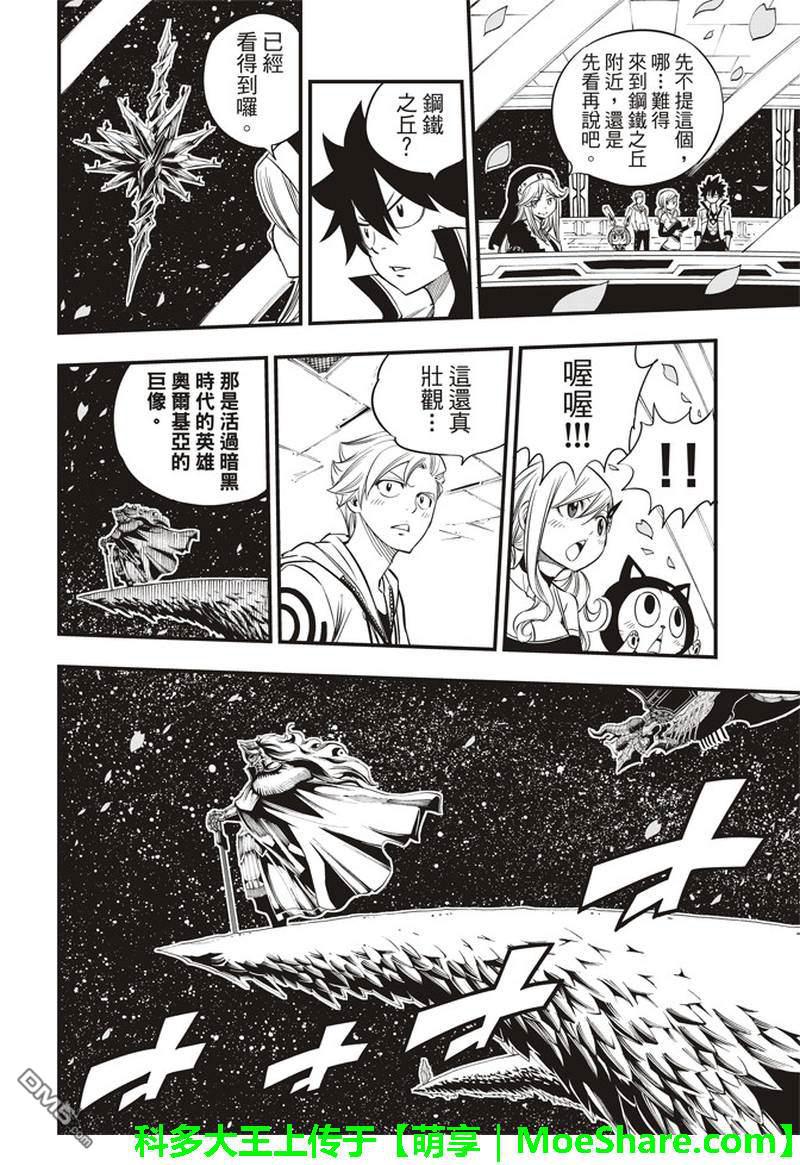 先不提這個，
哪…難得
來到鋼鐵之丘
附近，還是
先看再說吧。
鋼鐵
之丘？
已經
看得到囉。
！！
喔喔!!!
這還真
壯觀…
那是活過暗黑
時代的英雄
奧爾基亞的
巨像。
DM5.com
科多大王上传于【萌享】| MoeShare.com